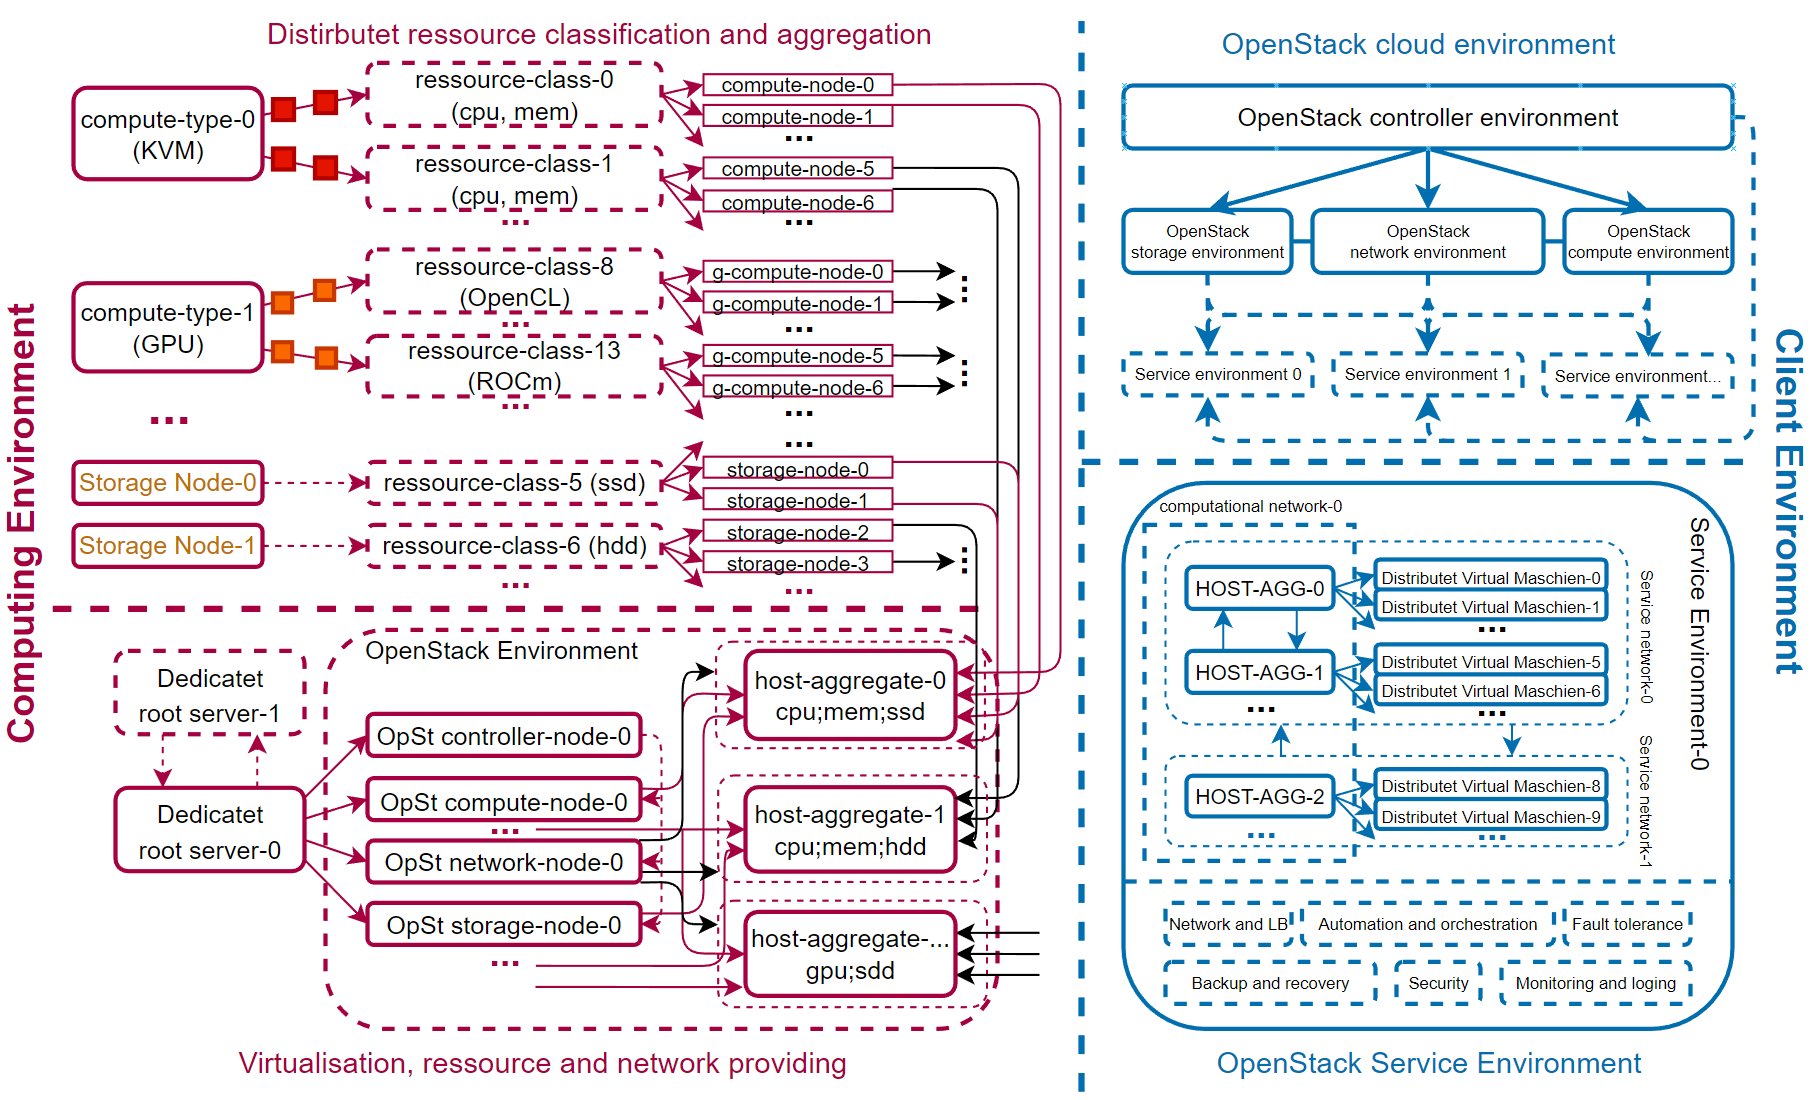 Distirbutet ressource classification and aggregation
Computing Environment
compute-type-0
(KVM)
ressource-class-0
(cpu, mem)
compute-node-0
compute-node-1
...
ressource-class-1
(cpu, mem)
...
compute-node-5
compute-node-6
...
compute-type-1
(GPU)
ressource-class-8
(OpenCL)
...
g-compute-node-0
g-compute-node-1
...
...
ressource-class-13
(ROCm)
...
g-compute-node-5
g-compute-node-6
...
...
...
...
Storage Node-0
ressource-class-5 (ssd)
storage-node-0
storage-node-1
Storage Node-1
ressource-class-6 (hdd)
...
storage-node-2
storage-node-3
...
...
OpenStack Environment
Dedicatet
root server-1
Dedicatet
root server-0
OpSt controller-node-0
OpSt compute-node-0
...
OpSt network-node-0
OpSt storage-node-0
...
host-aggregate-0
cpu;mem;ssd
host-aggregate-1
cpu;mem;hdd
host-aggregate-...
gpu;sdd
Virtualisation, ressource and network providing
OpenStack cloud environment
Client Environment
OpenStack controller environment
OpenStack
storage environment
OpenStack
network environment
OpenStack
compute environment
Service environment 0
Service environment 1
Service environment...
Service Environment-0
computational network-0
HOST-AGG-0
Distributet Virtual Maschien-0
Distributet Virtual Maschien-1
...
HOST-AGG-1
...
Distributet Virtual Maschien-5
Distributet Virtual Maschien-6
...
Service network-0
HOST-AGG-2
...
Distributet Virtual Maschien-8
Distributet Virtual Maschien-9
...
Service network-1
Network and LB
Automation and orchestration
Fault tolerance
Backup and recovery
Security
Monitoring and loging
OpenStack Service Environment